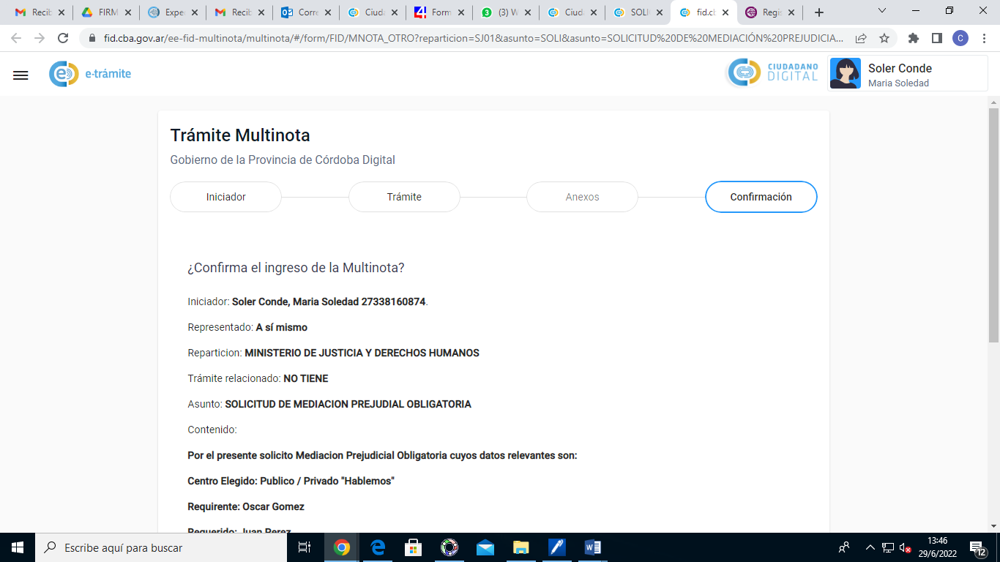 Recib
FIRM
Expe
Recib
Corre
Ciuda
Form
(3) W
Ciuda
SOLI
fid.cb
Regis
fid.cba.gov.ar/ee-fid-multinota/multinota/#/form/FID/MNOTA_OTRO?reparticion=SJ01&asunto=SOLI&asunto=SOLICITUD%20DE%20MEDIACIÓN%20PREJUDICIA...
C
e-trámite
CIUDADANO
DIGITAL
Soler Conde
Maria Soledad
Trámite Multinota
Gobierno de la Provincia de Córdoba Digital
Iniciador
Trámite
Anexos
Confirmación
¿Confirma el ingreso de la Multinota?
Iniciador: Soler Conde, Maria Soledad 27338160874.
Representado: A sí mismo
Reparticion: MINISTERIO DE JUSTICIA Y DERECHOS HUMANOS
Trámite relacionado: NO TIENE
Asunto: SOLICITUD DE MEDIACION PREJUDIAL OBLIGATORIA
Contenido:
Por el presente solicito Mediacion Prejudicial Obligatoria cuyos datos relevantes son:
Centro Elegido: Publico / Privado "Hablemos"
Requirente: Oscar Gomez
Requerido: Juan Perez
Escribe aquí para buscar
13:46
29/6/2022
12